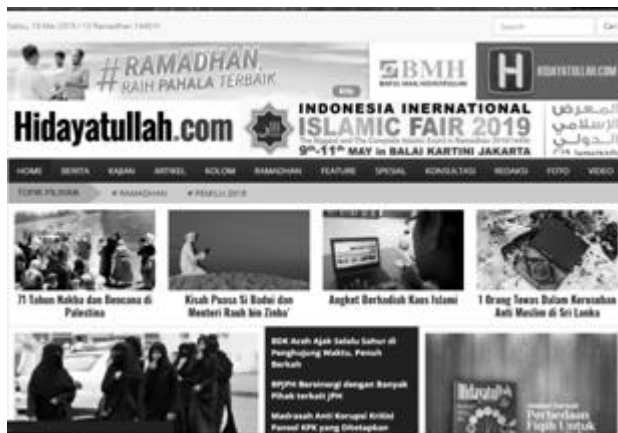 Sabtu, 18 Mei 2019 / 13 Ramadhan 1440 H
Search
Cari
# RAMADHAN,
RAIH PAHALA TERBAIK
BMH
H
HIDAYATULLAH.COM
Hidayatullah.com
INDONESIA INERNATIONAL
ISLAMIC FAIR 2019
9th-11th MAY in BALAI KARTINI JAKARTA
المعرض
الإسلامي
الدولي
HOME BERITA KAJIAN ARTIKEL KOLOM RAMADHAN FEATURE SPESIAL KONSULTASI REDAKSI FOTO VIDEO
TOPIK PILIHAN # RAMADHAN # PEMILU 2019
71 Tahun Nakba dan Bencana di
Palestina
Kisah Puasa Si Badui dan
Menteri Rauh bin Zinba'
Angket Berhadiah Kaos Islami
1 Orang Tewas Dalam Kerusuhan
Anti Muslim di Sri Lanka
BDK Aceh Ajak Selalu Sahur di
Penghujung Waktu, Penuh
Berkah
BPJPH Bersinergi dengan Banyak
Pihak terkait JPH
Madrasah Anti Korupsi Kritisi
Pansel KPK yang Ditetapkan
Hidayatullah
Perbedaan
Fiqih Untuk